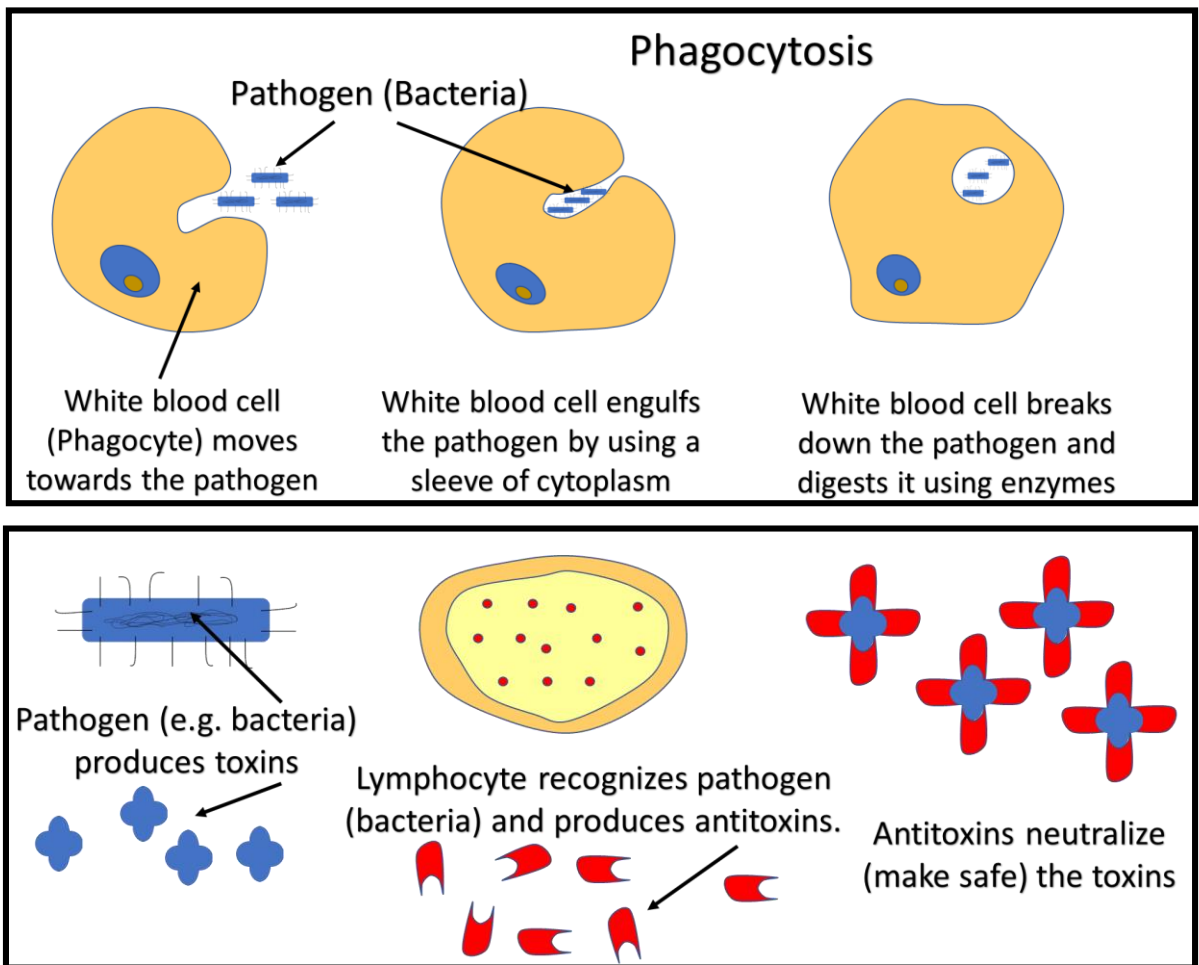 Phagocytosis
Pathogen (Bacteria)
White blood cell
(Phagocyte) moves
towards the pathogen
White blood cell engulfs
the pathogen by using a
sleeve of cytoplasm
White blood cell breaks
down the pathogen and
digests it using enzymes
Pathogen (e.g. bacteria)
produces toxins
Lymphocyte recognizes pathogen
(bacteria) and produces antitoxins.
Antitoxins neutralize
(make safe) the toxins